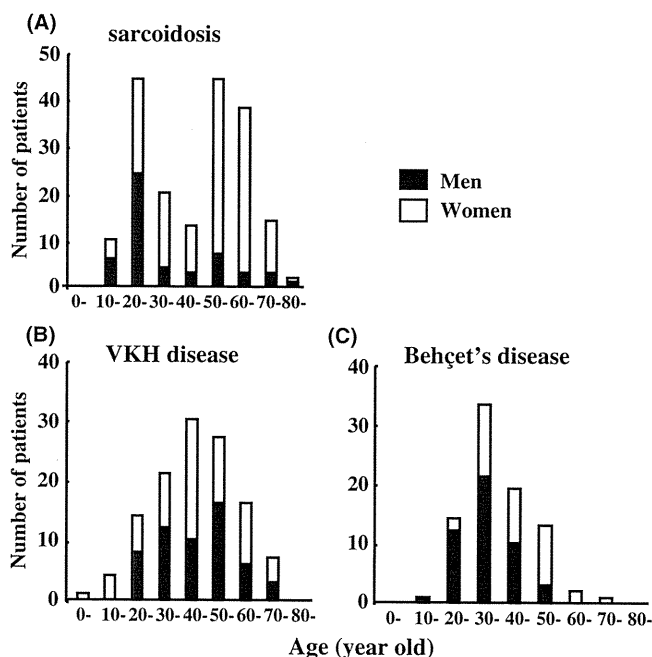 (A)
sarcoidosis
Number of patients
50
40
30
20
10
0
0- 10- 20- 30- 40- 50- 60- 70- 80-
Men
Women
(B)
VKH disease
Number of patients
40
30
20
10
0
0- 10- 20- 30- 40- 50- 60- 70- 80-
(C)
Behçet's disease
40
30
20
10
0
0- 10- 20- 30- 40- 50- 60- 70- 80-
Age (year old)